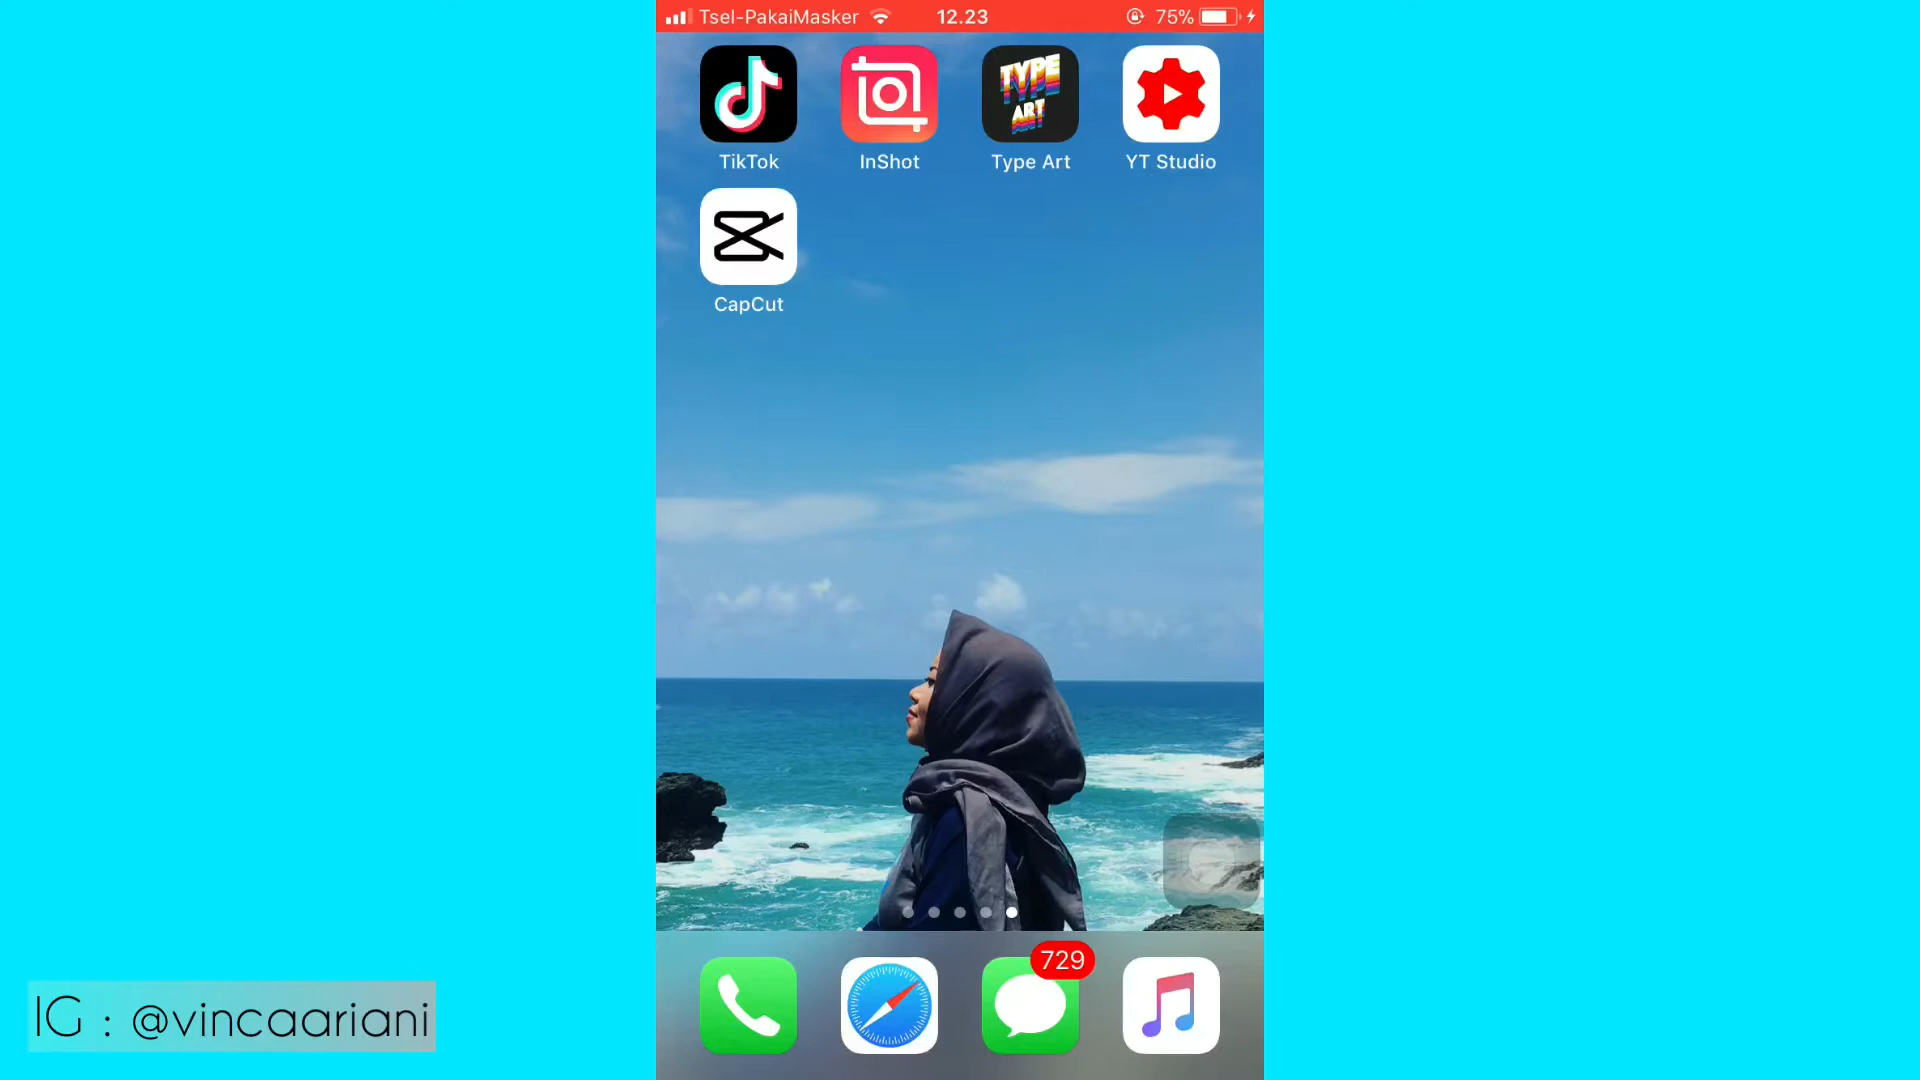 Tsel-PakaiMasker 12.23 75%
TYPE
ART
TikTok InShot Type Art YT Studio
CapCut
729
IG : @vincaariani